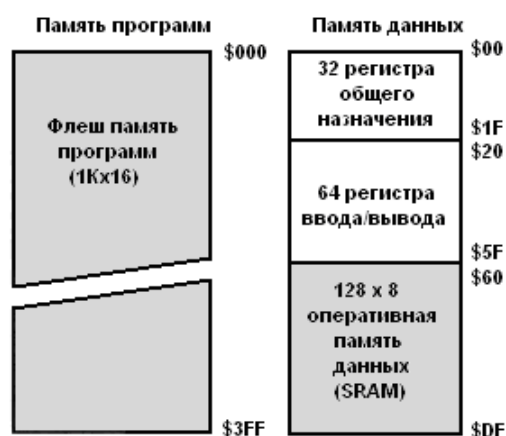 Память программ
Память данных
$000
Флеш память
программ
(1Kx16)
$3FF
$00
32 регистра
общего
назначения
$1F
$20
64 регистра
ввода/вывода
$5F
$60
128 x 8
оперативная
память
данных
(SRAM)
$DF